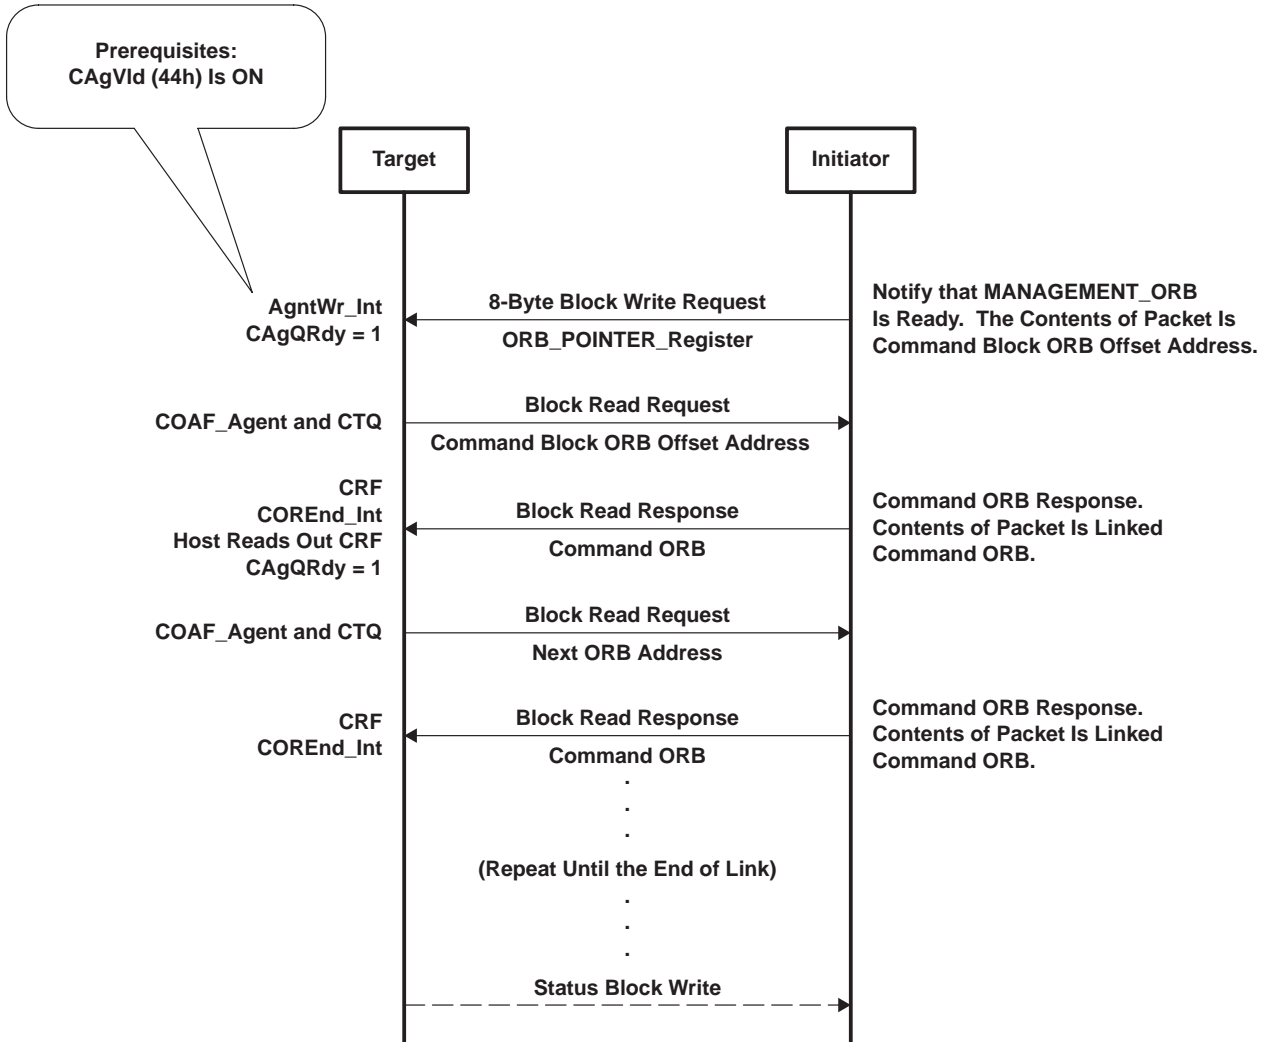 Prerequisites:
CAgVld (44h) Is ON
Target
Initiator
AgntWr_Int
CAgQRdy = 1
8-Byte Block Write Request
ORB_POINTER_Register
Notify that MANAGEMENT_ORB
Is Ready. The Contents of Packet Is
Command Block ORB Offset Address.
COAF_Agent and CTQ
Block Read Request
Command Block ORB Offset Address
CRF
COREnd_Int
Host Reads Out CRF
CAgQRdy = 1
Block Read Response
Command ORB
Command ORB Response.
Contents of Packet Is Linked
Command ORB.
COAF_Agent and CTQ
Block Read Request
Next ORB Address
CRF
COREnd_Int
Block Read Response
Command ORB
Command ORB Response.
Contents of Packet Is Linked
Command ORB.
.
.
.
(Repeat Until the End of Link)
.
.
.
Status Block Write